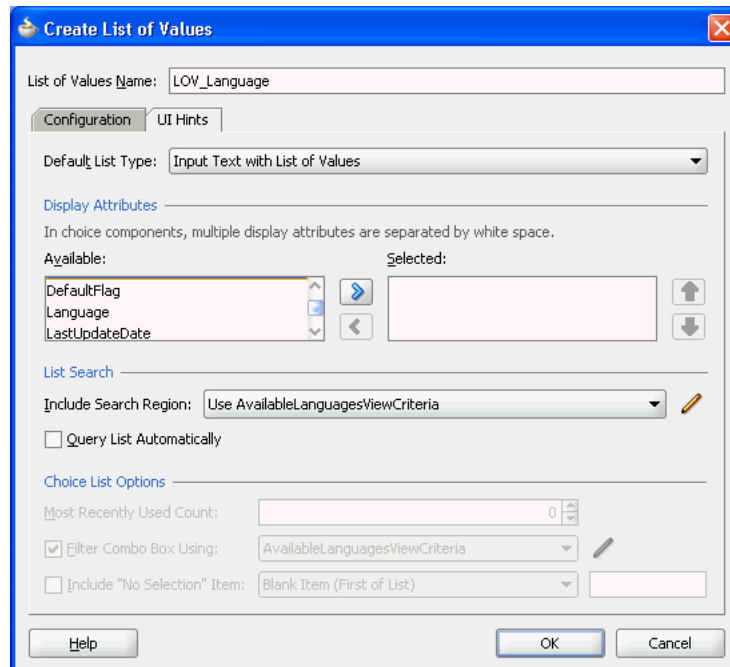 Create List of Values
List of Values Name: LOV_Language
Configuration UI Hints
Default List Type: Input Text with List of Values
Display Attributes
In choice components, multiple display attributes are separated by white space.
Available: Selected:
DefaultFlag
Language
LastUpdateDate
List Search
Include Search Region: Use AvailableLanguagesViewCriteria
Query List Automatically
Choice List Options
Most Recently Used Count: 0
Filter Combo Box Using: AvailableLanguagesViewCriteria
Include "No Selection" Item: Blank Item (First of List)
Help OK Cancel